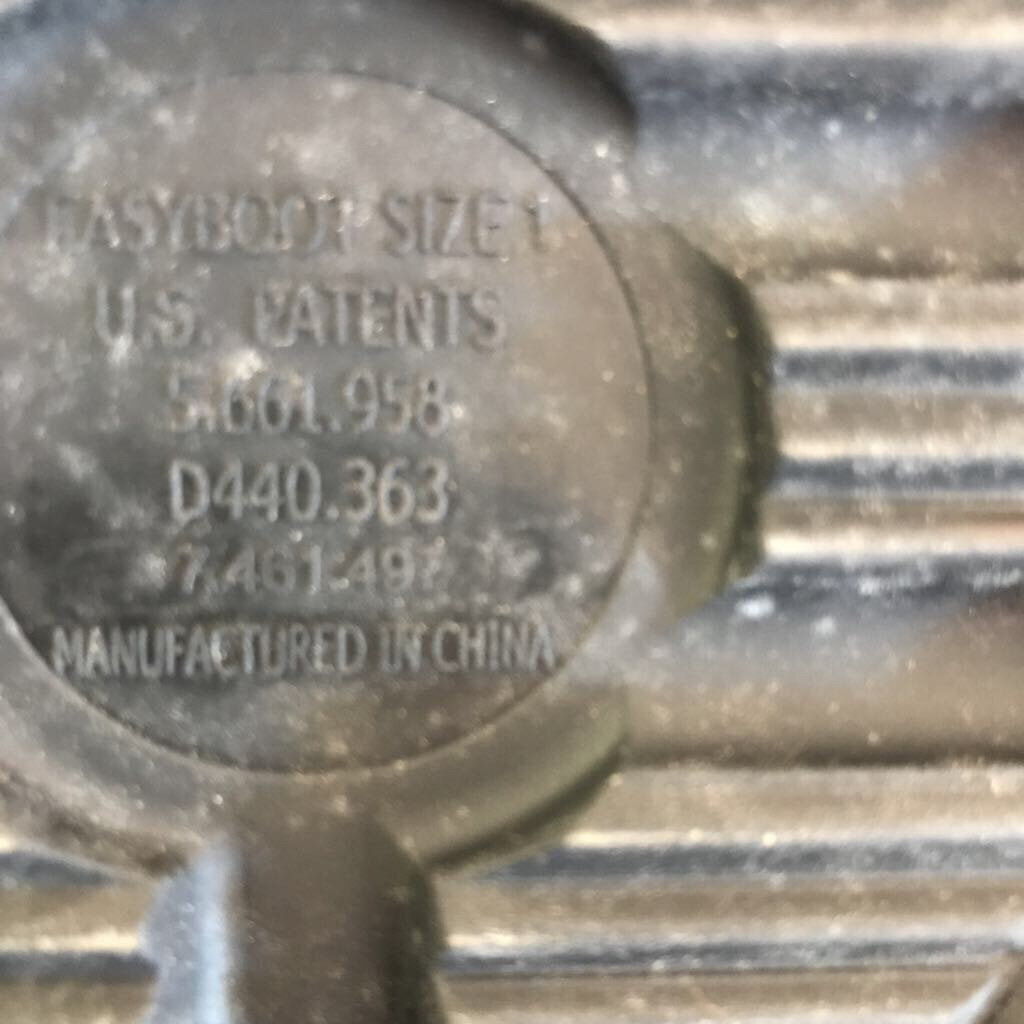 EASYBOOT SIZE 1
U.S. PATENTS
5.661.958
D440.363
7.461.497
MANUFACTURED IN CHINA